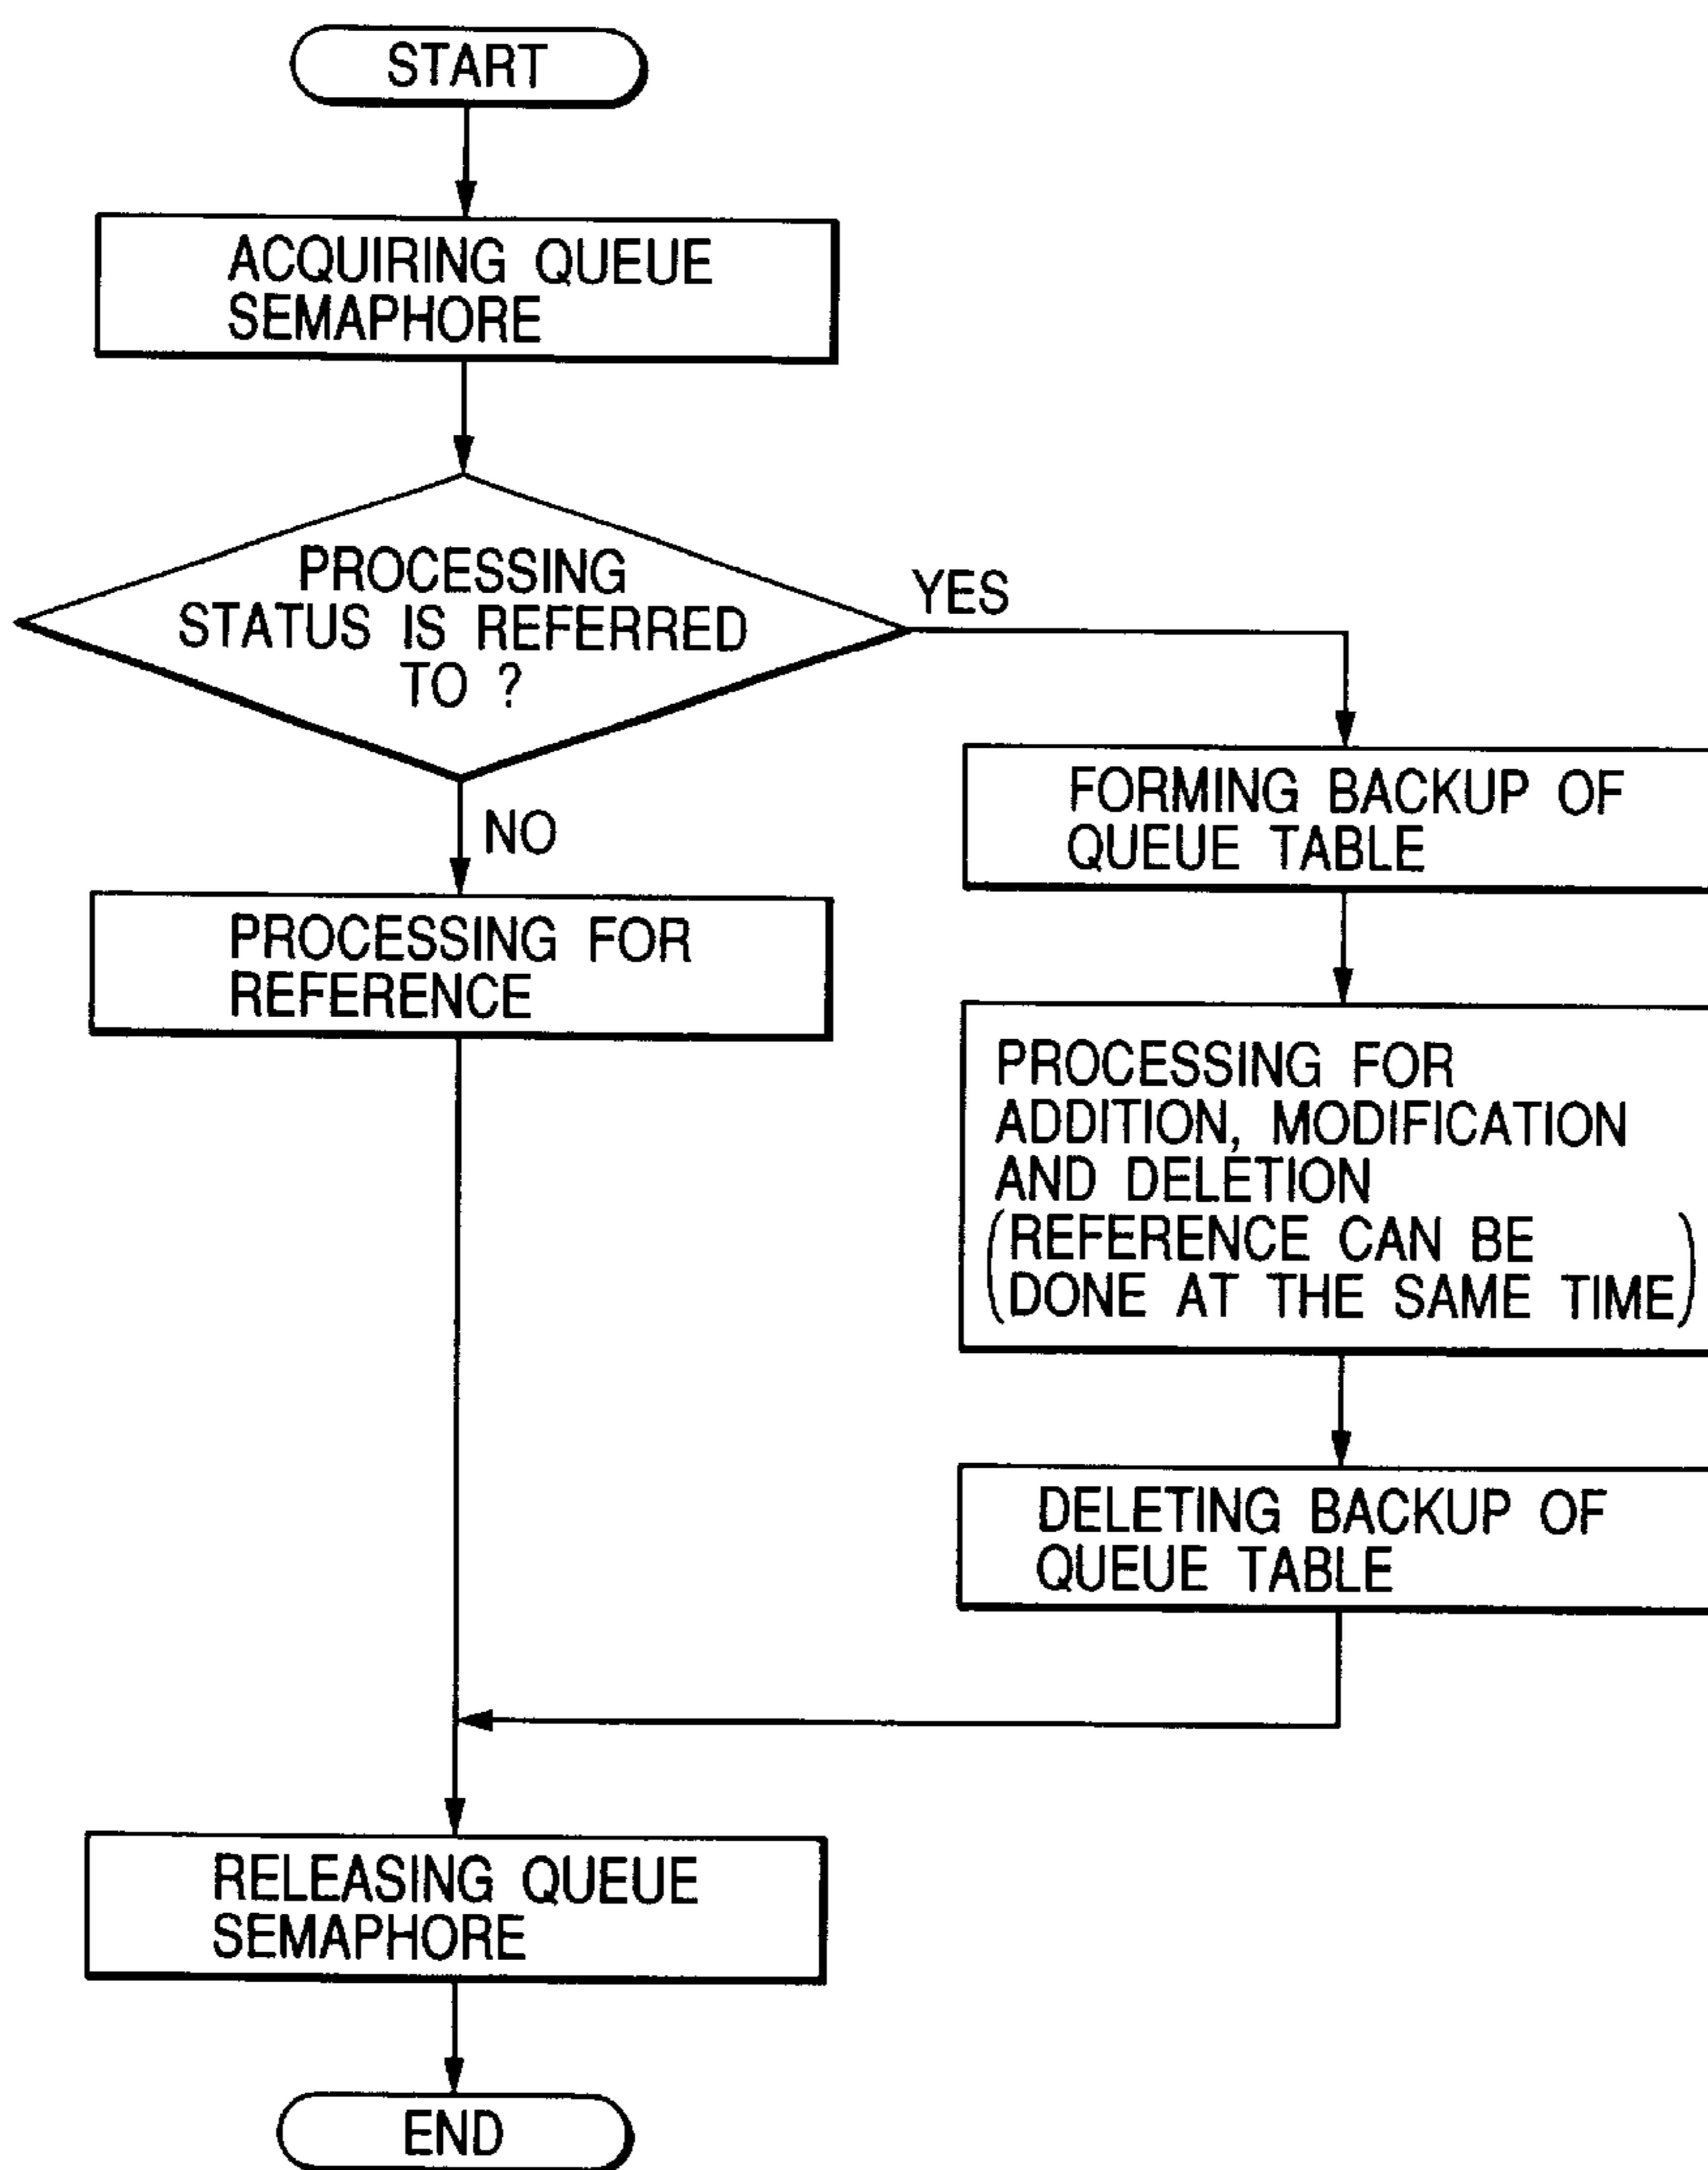 START
ACQUIRING QUEUE
SEMAPHORE
PROCESSING
STATUS IS REFERRED
TO ?
YES
NO
FORMING BACKUP OF
QUEUE TABLE
PROCESSING FOR
REFERENCE
PROCESSING FOR
ADDITION, MODIFICATION
AND DELETION
(REFERENCE CAN BE
DONE AT THE SAME TIME)
DELETING BACKUP OF
QUEUE TABLE
RELEASING QUEUE
SEMAPHORE
END